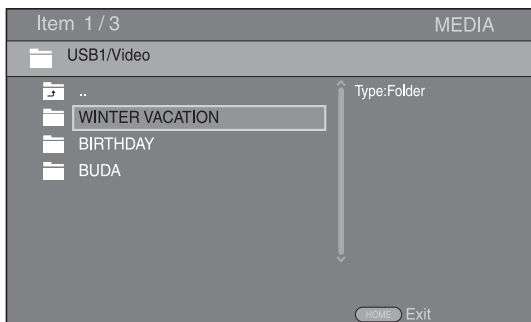 Item 1 / 3 MEDIA
USB1/Video
..
Type:Folder
WINTER VACATION
BIRTHDAY
BUDA
HOME Exit